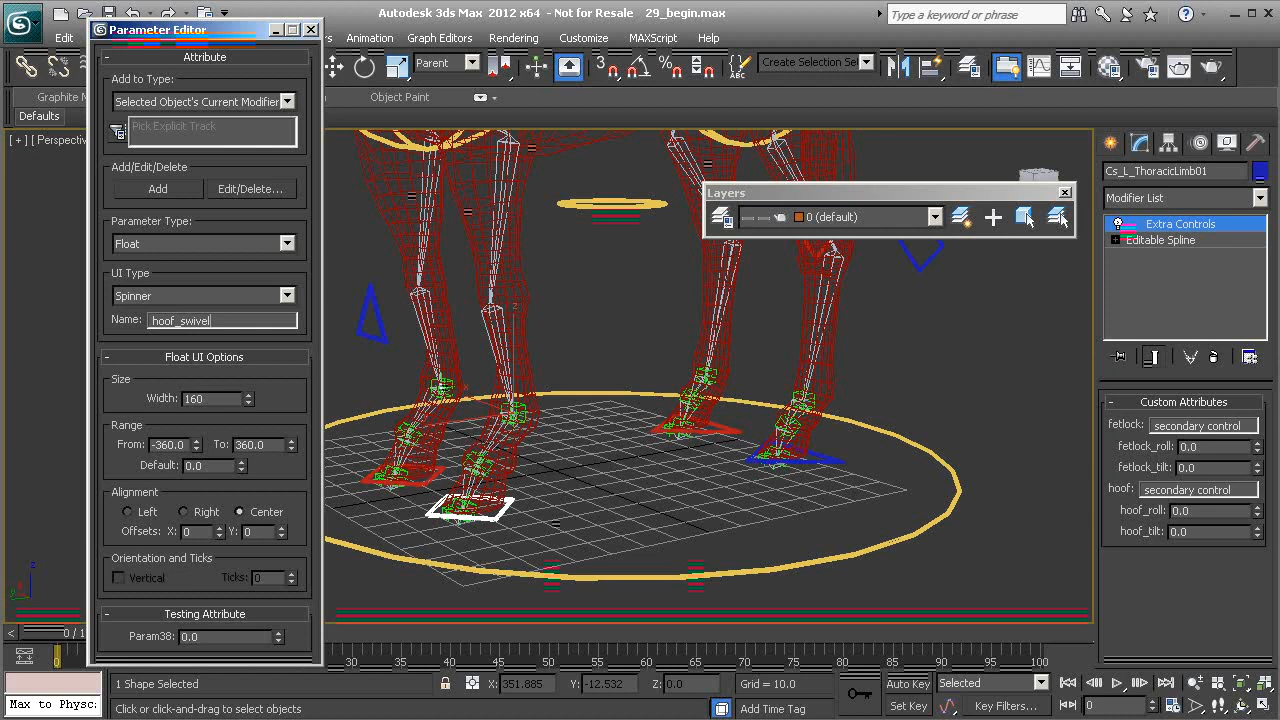 Autodesk 3ds Max 2012 x64 - Not for Resale 29_begin.max
Type a keyword or phrase
Parameter Editor
Edit
Animation
Graph Editors
Rendering
Customize
MAXScript
Help
Parent
Create Selection Se
Graphite M
Object Paint
Defaults
[ + ] [ Perspectiv
Attribute
Add to Type:
Selected Object's Current Modifier
Pick Explicit Track
Add/Edit/Delete
Add
Edit/Delete...
Parameter Type:
Float
UI Type
Spinner
Name: hoof_swivel
Float UI Options
Size
Width: 160
Range
From: -360.0 To: 360.0
Default: 0.0
Alignment
Left Right Center
Offsets: X: 0 Y: 0
Orientation and Ticks
Vertical Ticks: 0
Testing Attribute
Param38: 0.0
Layers
0 (default)
Cs_L_ThoracicLimb01
Modifier List
Extra Controls
Editable Spline
Custom Attributes
fetlock: secondary control
fetlock_roll: 0.0
fetlock_tilt: 0.0
hoof: secondary control
hoof_roll: 0.0
hoof_tilt: 0.0
0 / 1
30 35 40 45 50 55 60 65 70 75 80 85 90 95 100
1 Shape Selected
X: 351.885 Y: -12.532 Z: 0.0
Grid = 10.0
Auto Key
Selected
Max to Physc:
Click or click-and-drag to select objects
Add Time Tag
Set Key
Key Filters...
0